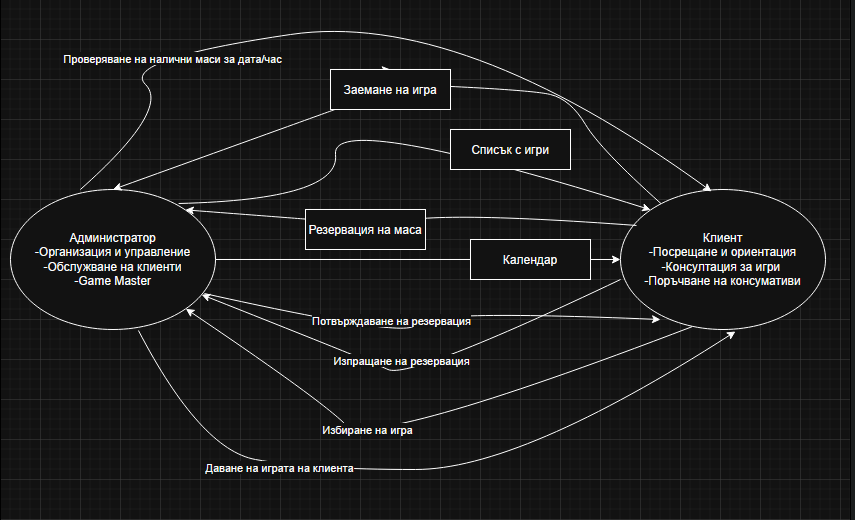 Проверяване на налични маси за дата/час
Заемане на игра
Списък с игри
Резервация на маса
Администратор
-Организация и управление
-Обслужване на клиенти
-Game Master
Календар
Клиент
-Посрещане и ориентация
-Консултация за игри
-Поръчване на консумативи
Потвърждаване на резервация
Изпращане на резервация
Избиране на игра
Даване на играта на клиента